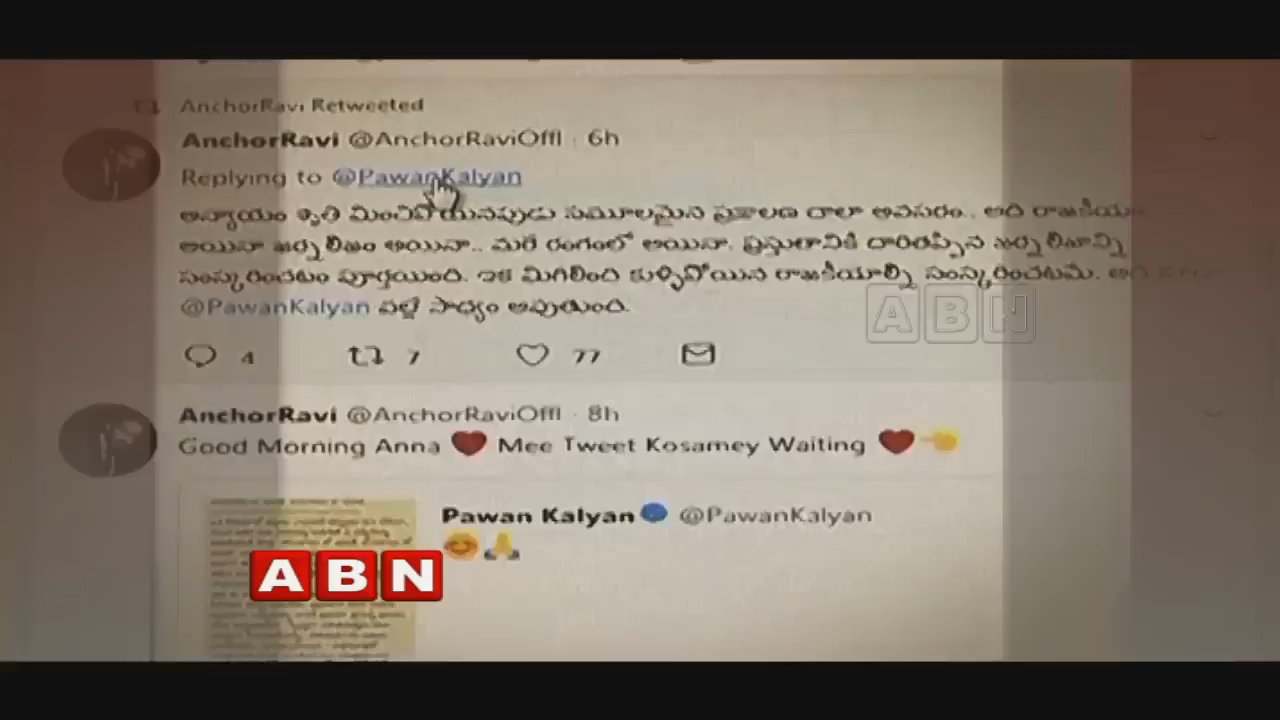 AnchorRavi Retweeted
AnchorRavi @AnchorRaviOffl · 6h
Replying to @PawanKalyan
అన్యాయం శృతి మించిపోయినప్పుడు సమూలమైన ప్రక్షాళన చాలా అవసరం.. అది రాజకీయం
అయినా జర్నలిజం అయినా.. మరే రంగంలో అయినా. ప్రస్తుతానికి దారితప్పిన జర్నలిజాన్ని
సంస్కరించటం పూర్తయింది. ఇక మిగిలింది కుళ్ళిపోయిన రాజకీయాల్ని సంస్కరించటమే. అది
@PawanKalyan వల్లే సాధ్యం అవుతుంది.
4 7 77
ABN
AnchorRavi @AnchorRaviOffl · 8h
Good Morning Anna ❤ Mee Tweet Kosamey Waiting ❤👈
Pawan Kalyan @PawanKalyan
😊🙏
ABN